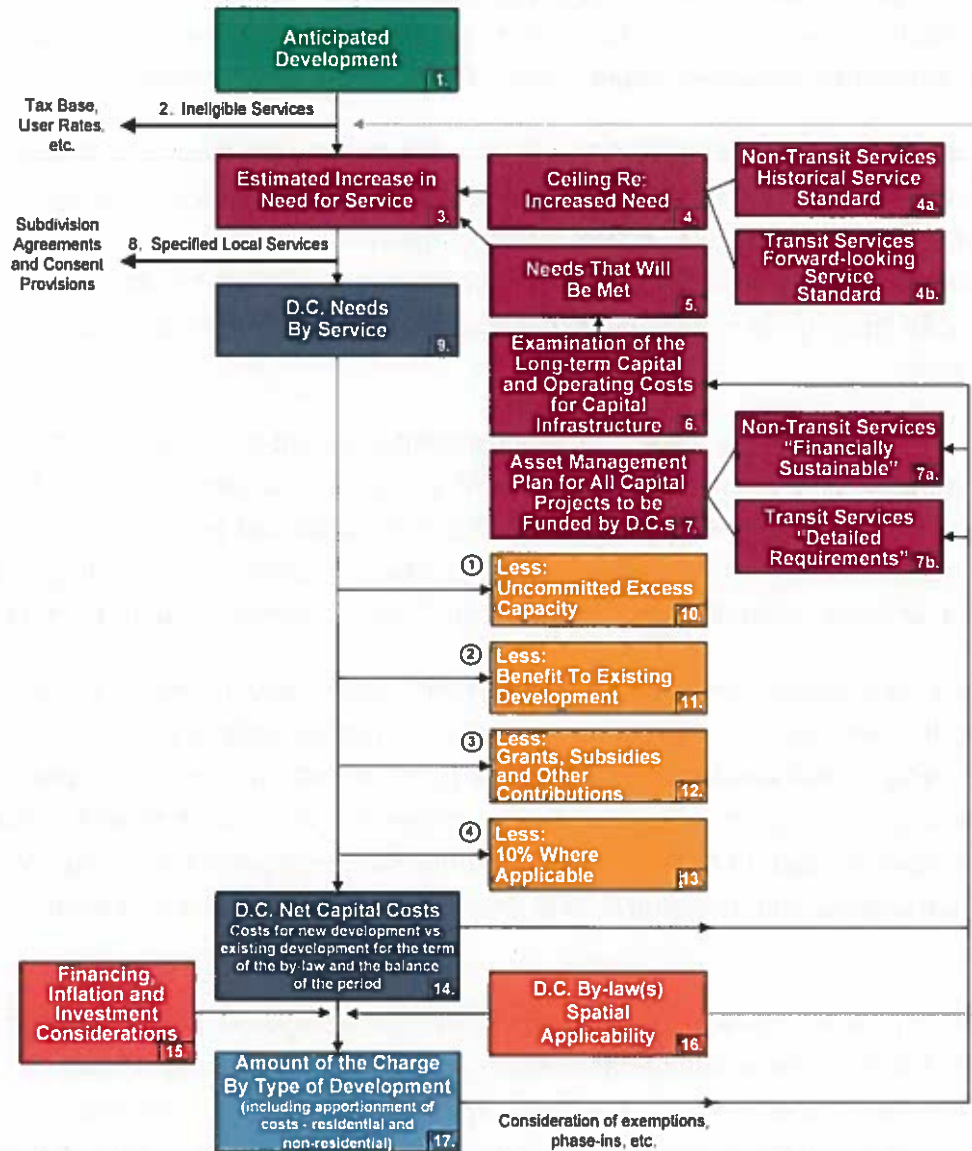 Anticipated
Development
1.
Tax Base,
User Rates,
etc.
2. Ineligible Services
Estimated Increase in
Need for Service
3.
Ceiling Re:
Increased Need
4.
Non-Transit Services
Historical Service
Standard
4a.
Subdivision
Agreements
and Consent
Provisions
8. Specified Local Services
Transit Services
Forward-looking
Service
Standard
4b.
Needs That Will
Be Met
5.
D.C. Needs
By Service
9.
Examination of the
Long-term Capital
and Operating Costs
for Capital
Infrastructure
6.
Non-Transit Services
"Financially
Sustainable"
7a.
Asset Management
Plan for All Capital
Projects to be
Funded by D.C.s
7.
Transit Services
"Detailed
Requirements"
7b.
1
Less:
Uncommitted Excess
Capacity
10.
2
Less:
Benefit To Existing
Development
11.
3
Less:
Grants, Subsidies
and Other
Contributions
12.
4
Less:
10% Where
Applicable
13.
D.C. Net Capital Costs
Costs for new development vs
existing development for the term
of the by-law and the balance
of the period
14.
Financing,
Inflation and
Investment
Considerations
15.
D.C. By-law(s)
Spatial
Applicability
16.
Amount of the Charge
By Type of Development
(including apportionment of
costs - residential and
non-residential)
17.
Consideration of exemptions,
phase-ins, etc.